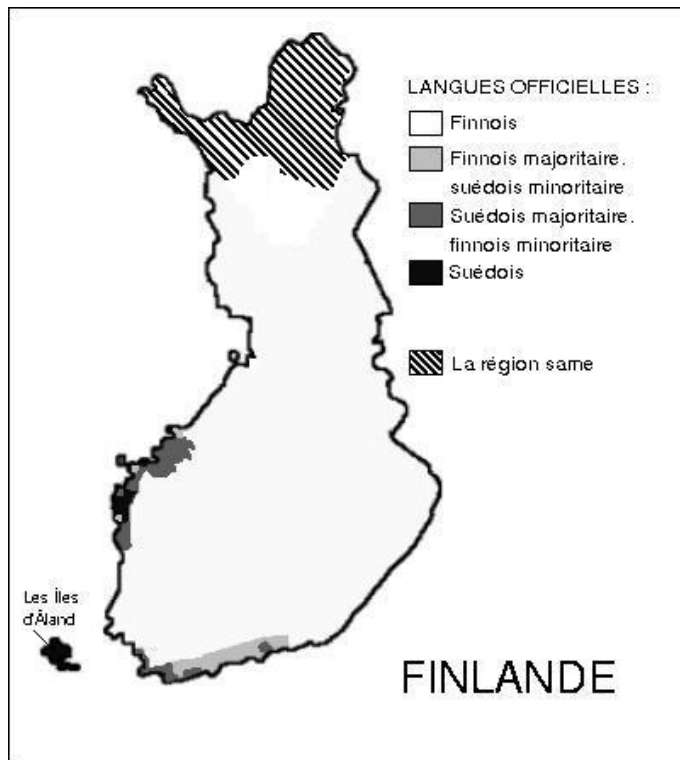 LANGUES OFFICIELLES :
Finnois
Finnois majoritaire.
suédois minoritaire
Suédois majoritaire.
finnois minoritaire
Suédois
La région same
Les Îles
d'Åland
FINLANDE